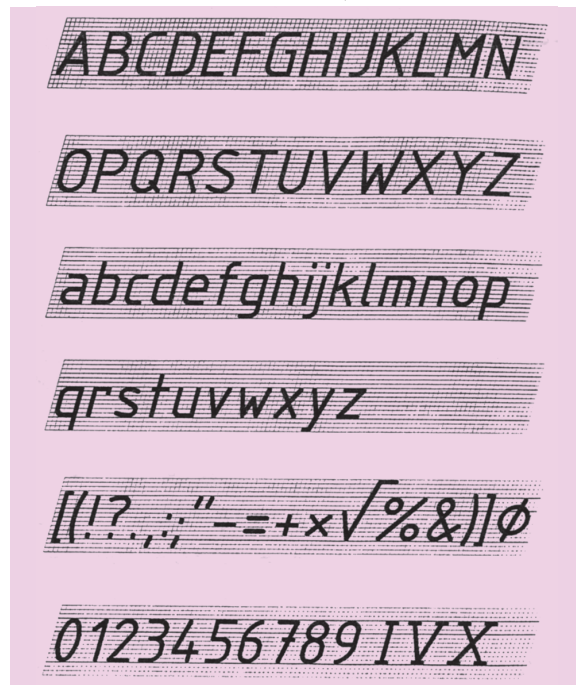 ABCDEFGHIJKLMN
OPQRSTUVWXYZ
abcdefghijklmnop
qrstuvwxyz
[(!?.,:;"-=+×√%&)]Ø
0123456789 IVX